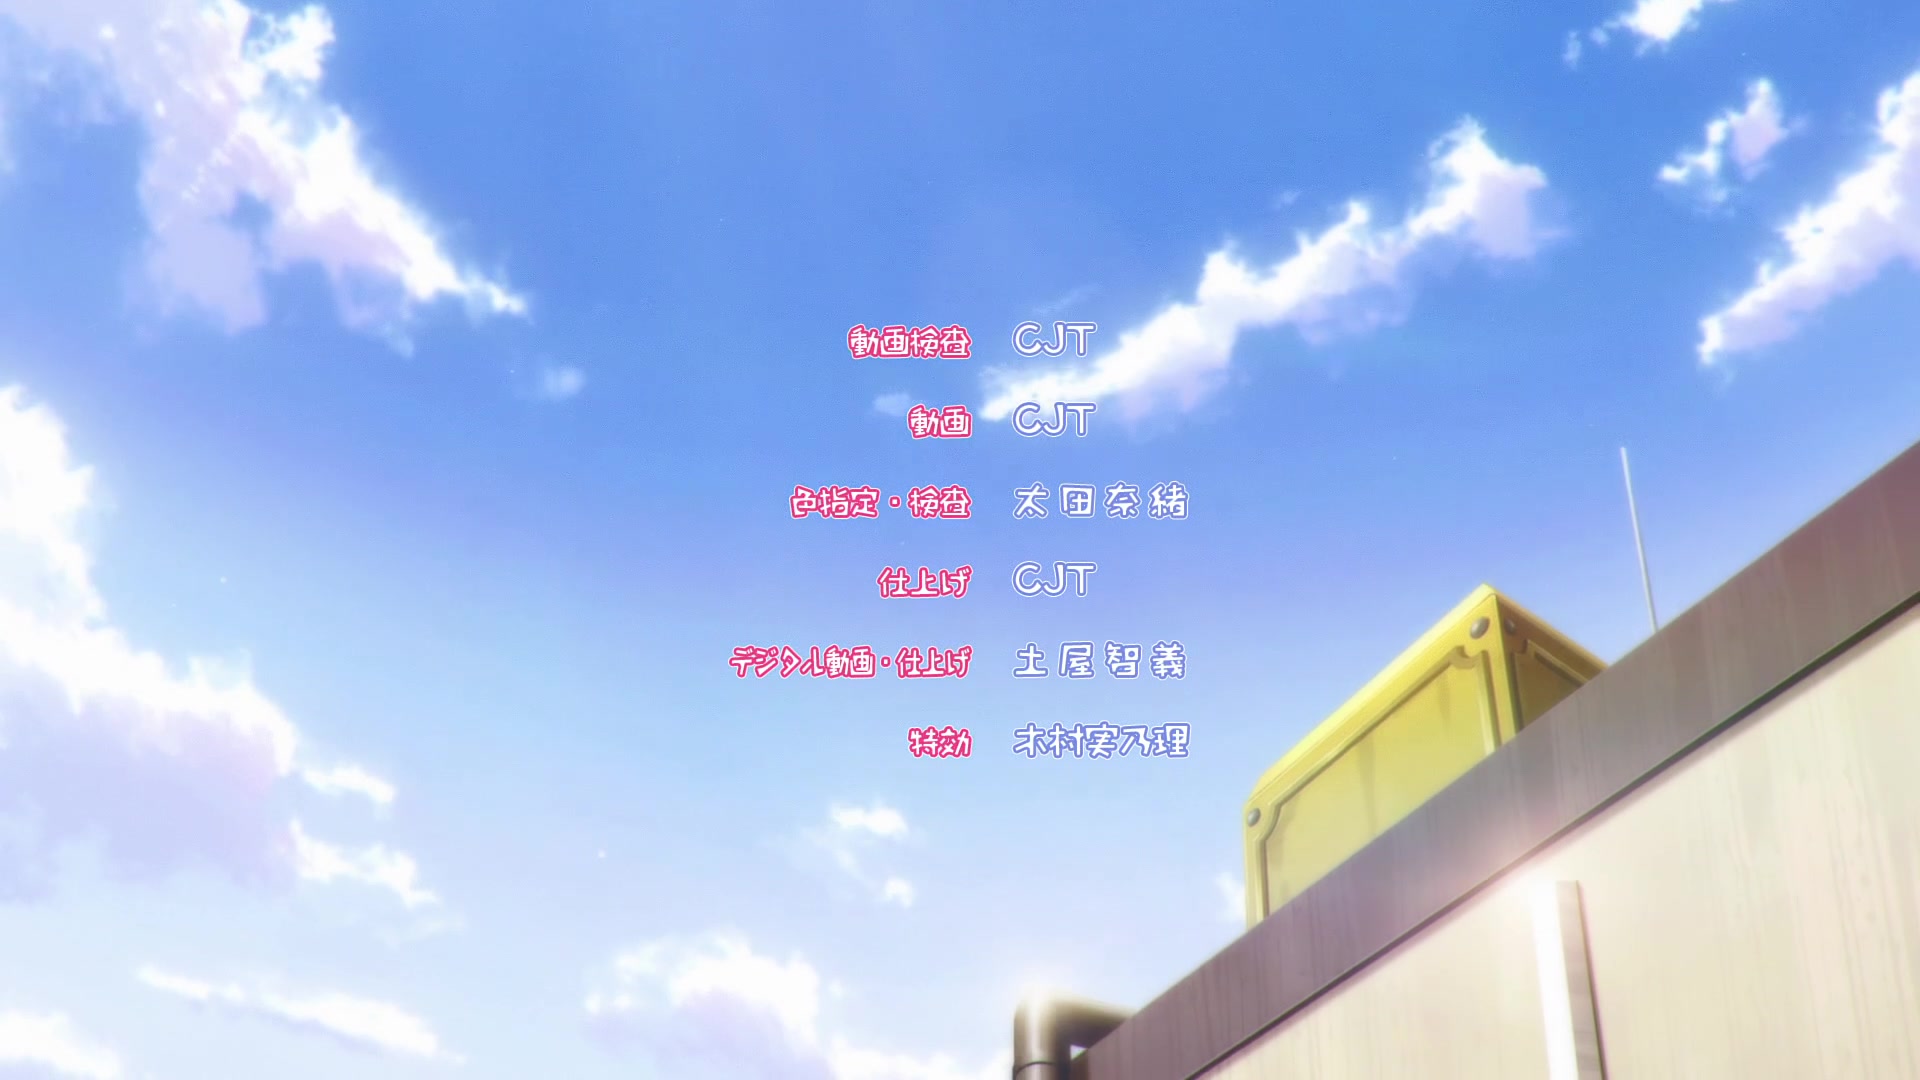 動画検査 CJT
動画 CJT
色指定・検査 太田奈緒
仕上げ CJT
デジタル動画・仕上げ 土屋智義
特効 木村実乃理